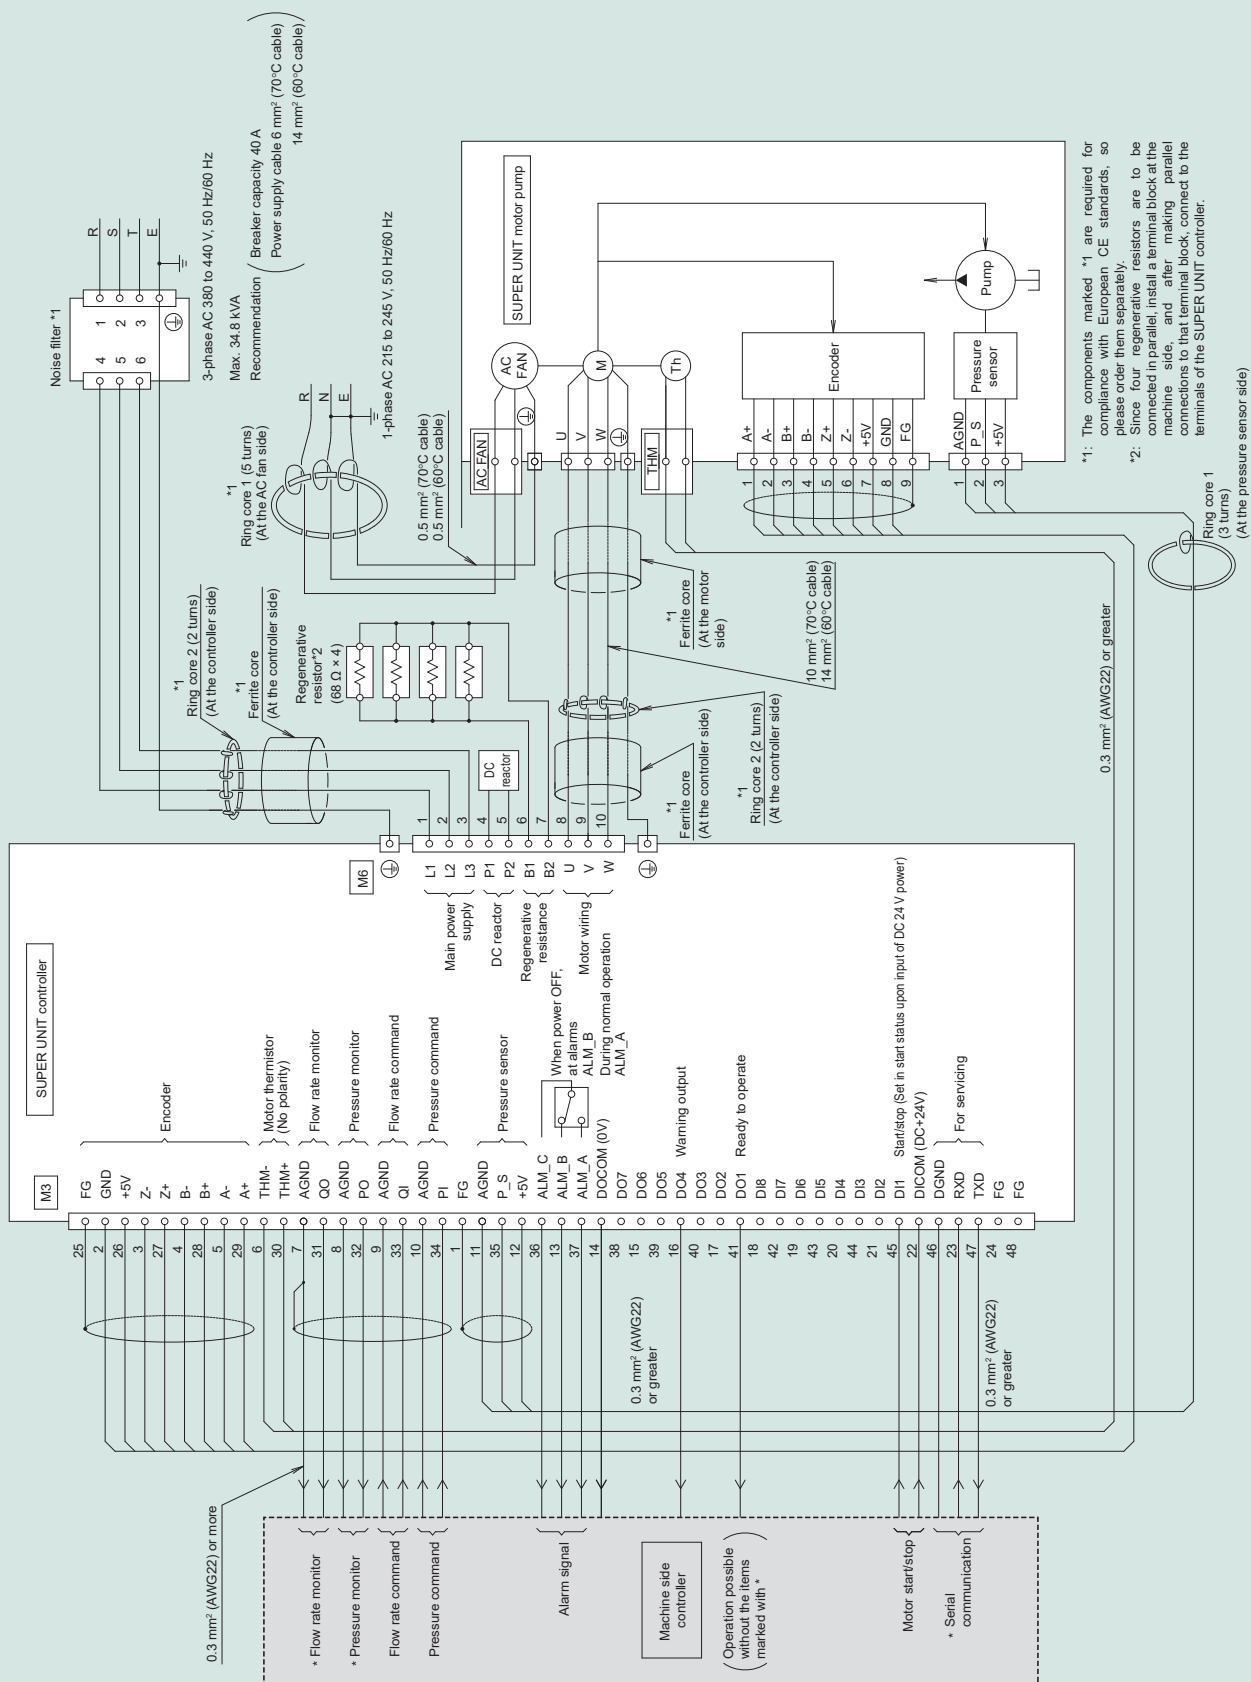 Noise filter *1
4 1
5 2
6 3
R
S
T
E
3-phase AC 380 to 440 V, 50 Hz/60 Hz
Max. 34.8 kVA
Recommendation
Breaker capacity 40 A
Power supply cable 6 mm² (70°C cable)
14 mm² (60°C cable)
*1
Ring core 1 (5 turns)
(At the AC fan side)
R
N
E
1-phase AC 215 to 245 V, 50 Hz/60 Hz
0.5 mm² (70°C cable)
0.5 mm² (60°C cable)
*1
Ring core 2 (2 turns)
(At the controller side)
*1
Ferrite core
(At the controller side)
Regenerative
resistor*2
(68 Ω × 4)
DC
reactor
SUPER UNIT motor pump
AC FAN
AC
FAN
U
V
W
M
THM
Th
Encoder
1 A+
2 A-
3 B+
4 B-
5 Z+
6 Z-
7 +5V
8 GND
9 FG
Pump
Pressure
sensor
1 AGND
2 P_S
3 +5V
*1
Ferrite core
(At the motor
side)
10 mm² (70°C cable)
14 mm² (60°C cable)
*1
Ferrite core
(At the controller side)
*1
Ring core 2 (2 turns)
(At the controller side)
0.3 mm² (AWG22) or greater
*1
Ring core 1
(3 turns)
(At the pressure sensor side)
*1: The components marked *1 are required for
compliance with European CE standards, so
please order them separately.
*2: Since four regenerative resistors are to be
connected in parallel, install a terminal block at the
machine side, and after making parallel
connections to that terminal block, connect to the
terminals of the SUPER UNIT controller.
SUPER UNIT controller
M6
L1 1
L2 2
L3 3
P1 4
P2 5
B1 6
B2 7
U 8
V 9
W 10
Main power
supply
DC reactor
Regenerative
resistance
Motor wiring
M3
25 FG
2 GND
26 +5V
3 Z-
27 Z+
4 B-
28 B+
5 A-
29 A+
6 THM-
30 THM+
7 AGND
31 QO
8 AGND
32 PO
9 AGND
33 QI
10 AGND
34 PI
1 FG
11 AGND
35 P_S
12 +5V
36 ALM_C
13 ALM_B
37 ALM_A
14 DOCOM (0V)
38 DO7
15 DO6
39 DO5
16 DO4
40 DO3
17 DO2
41 DO1
18 DI8
42 DI7
19 DI6
43 DI5
20 DI4
44 DI3
21 DI2
45 DI1
22 DICOM (DC+24V)
46 DGND
23 RXD
47 TXD
24 FG
48 FG
Encoder
Motor thermistor
(No polarity)
Flow rate monitor
Pressure monitor
Flow rate command
Pressure command
Pressure sensor
When power OFF,
at alarms
ALM_B
During normal operation
ALM_A
Warning output
Ready to operate
Start/stop (Set in start status upon input of DC 24 V power)
For servicing
0.3 mm² (AWG22)
or greater
0.3 mm² (AWG22)
or greater
0.3 mm² (AWG22) or more
* Flow rate monitor
* Pressure monitor
Flow rate command
Pressure command
Alarm signal
Machine side
controller
Operation possible
without the items
marked with *
Motor start/stop
* Serial
communication